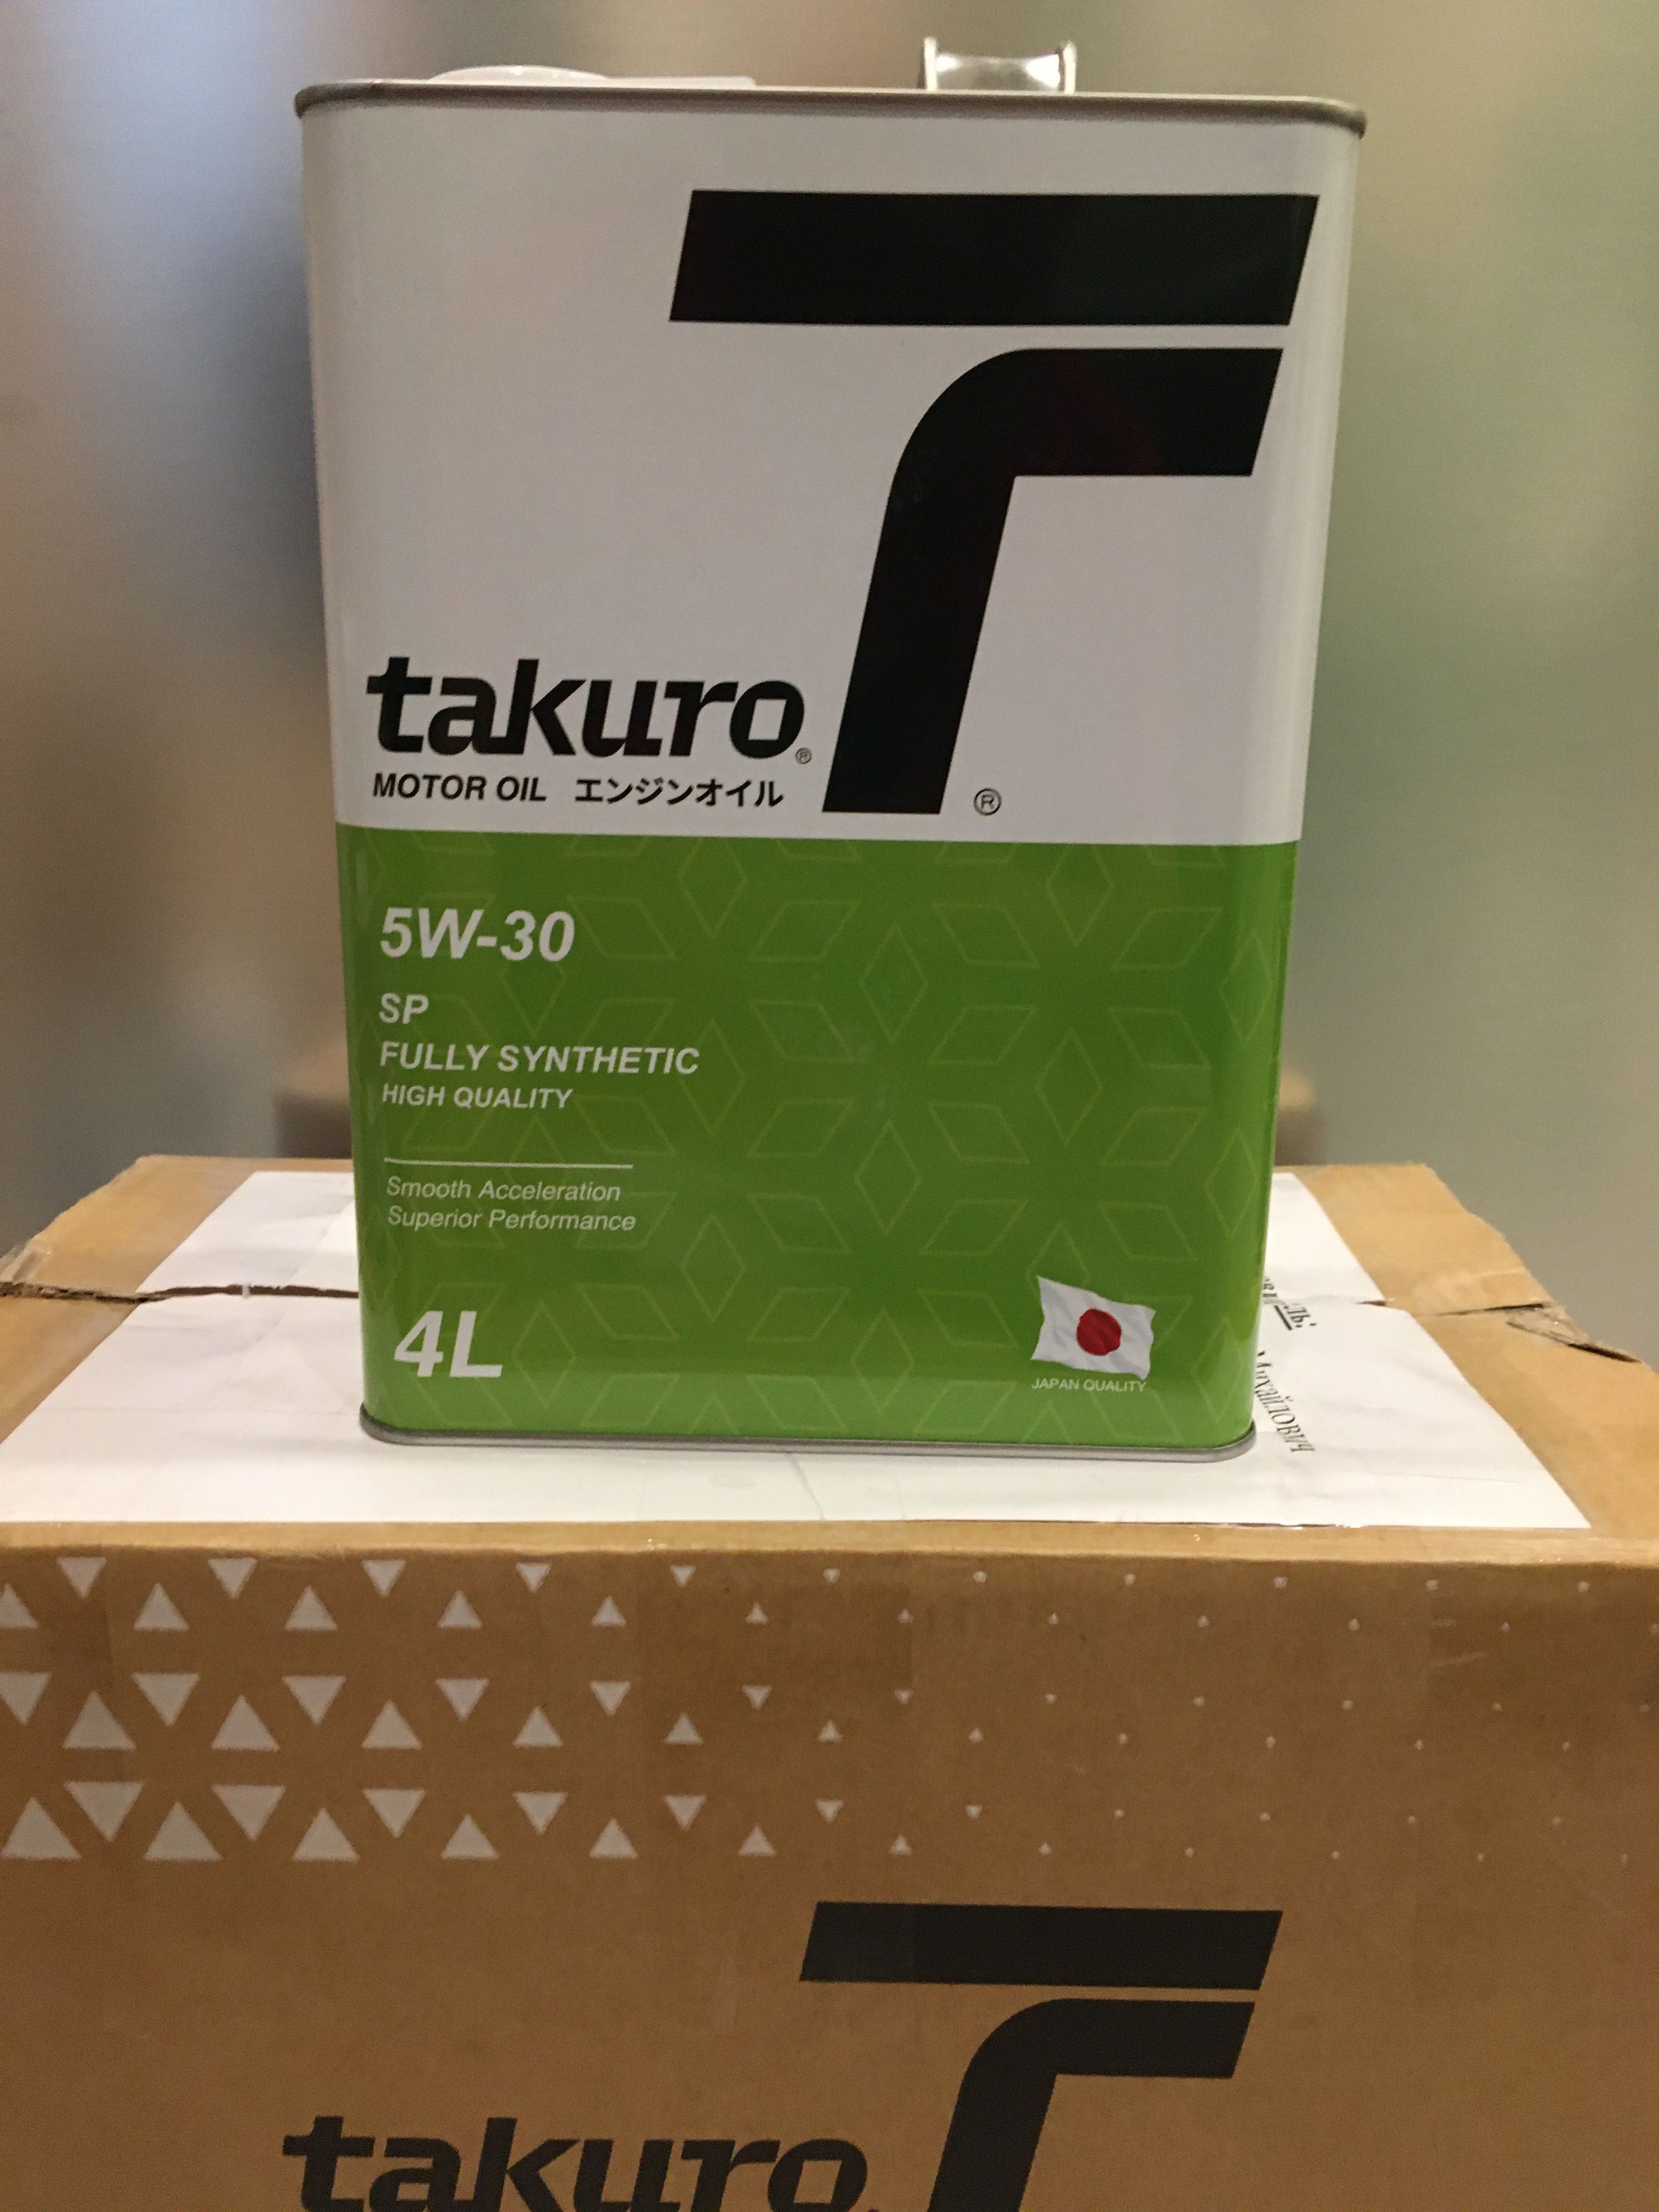 takuro®
MOTOR OIL エンジンオイル
®
5W-30
SP
FULLY SYNTHETIC
HIGH QUALITY
Smooth Acceleration
Superior Performance
4L
JAPAN QUALITY
Михайлович
takuro